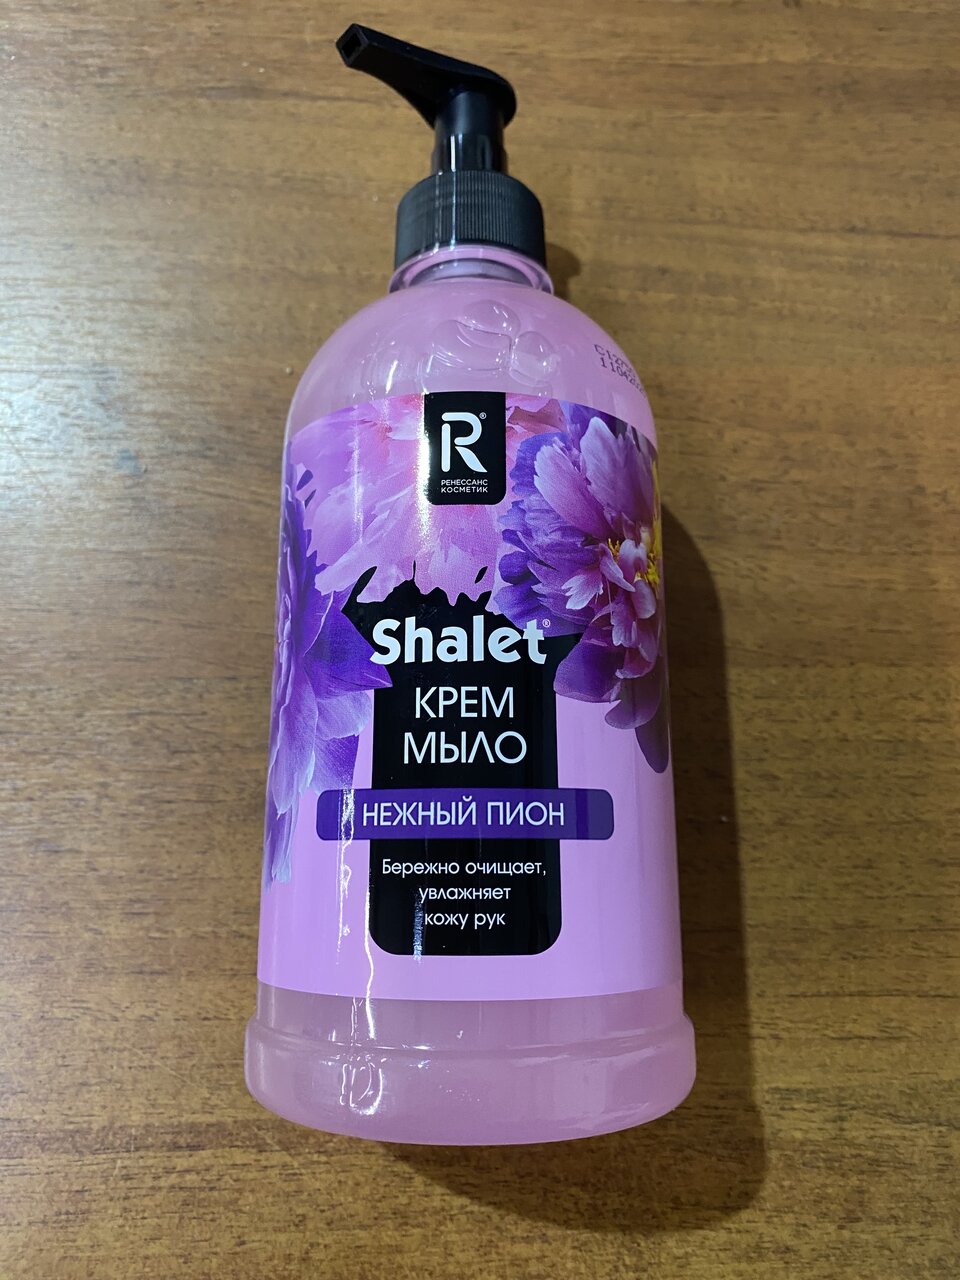 R®
РЕНЕССАНС
КОСМЕТИК
Shalet®
КРЕМ
МЫЛО
НЕЖНЫЙ ПИОН
Бережно очищает,
увлажняет
кожу рук